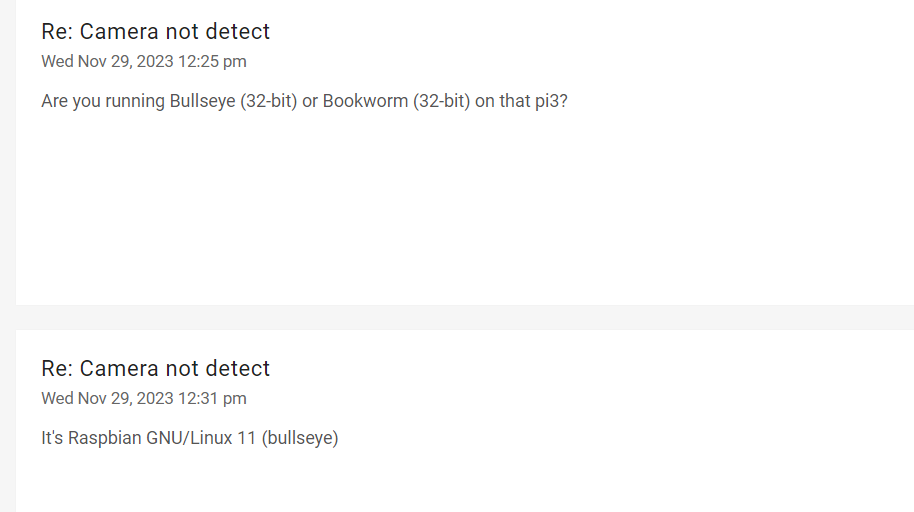 Re: Camera not detect
Wed Nov 29, 2023 12:25 pm
Are you running Bullseye (32-bit) or Bookworm (32-bit) on that pi3?
Re: Camera not detect
Wed Nov 29, 2023 12:31 pm
It's Raspbian GNU/Linux 11 (bullseye)